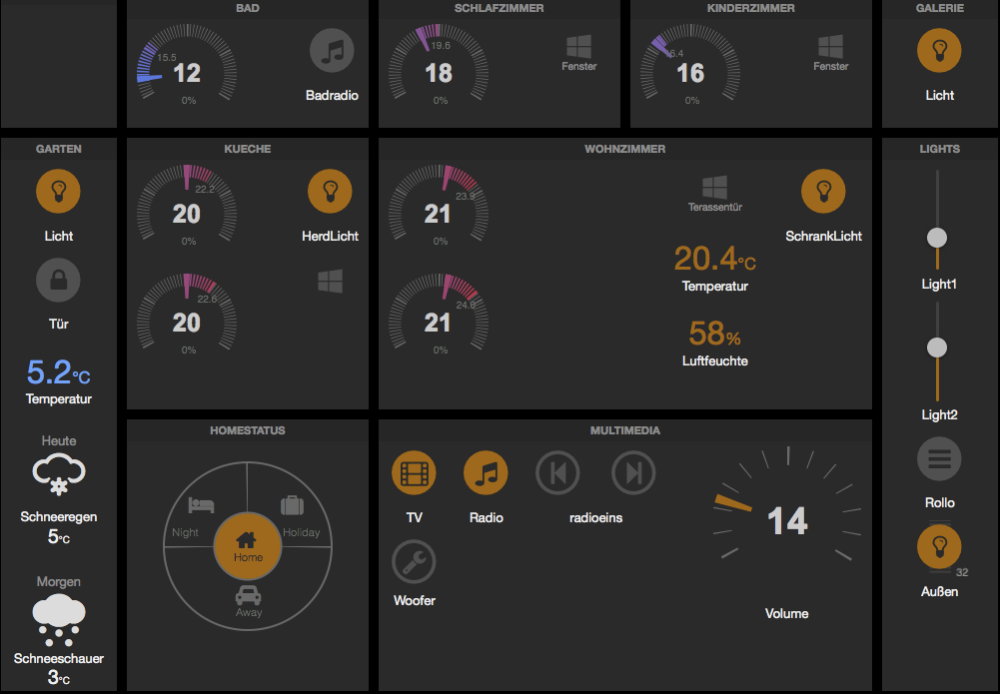 BAD
15.5
12
0%
Badradio
SCHLAFZIMMER
19.6
18
0%
Fenster
KINDERZIMMER
6.4
16
0%
Fenster
GALERIE
Licht
GARTEN
Licht
Tür
5.2°C
Temperatur
Heute
Schneeregen
5°C
Morgen
Schneeschauer
3°C
KUECHE
22.2
20
0%
HerdLicht
22.6
20
0%
WOHNZIMMER
23.9
21
0%
24.9
21
0%
Terassentür
SchrankLicht
20.4°C
Temperatur
58%
Luftfeuchte
LIGHTS
Light1
Light2
Rollo
32
Außen
HOMESTATUS
Night
Holiday
Home
Away
MULTIMEDIA
TV
Radio
radioeins
Woofer
14
Volume